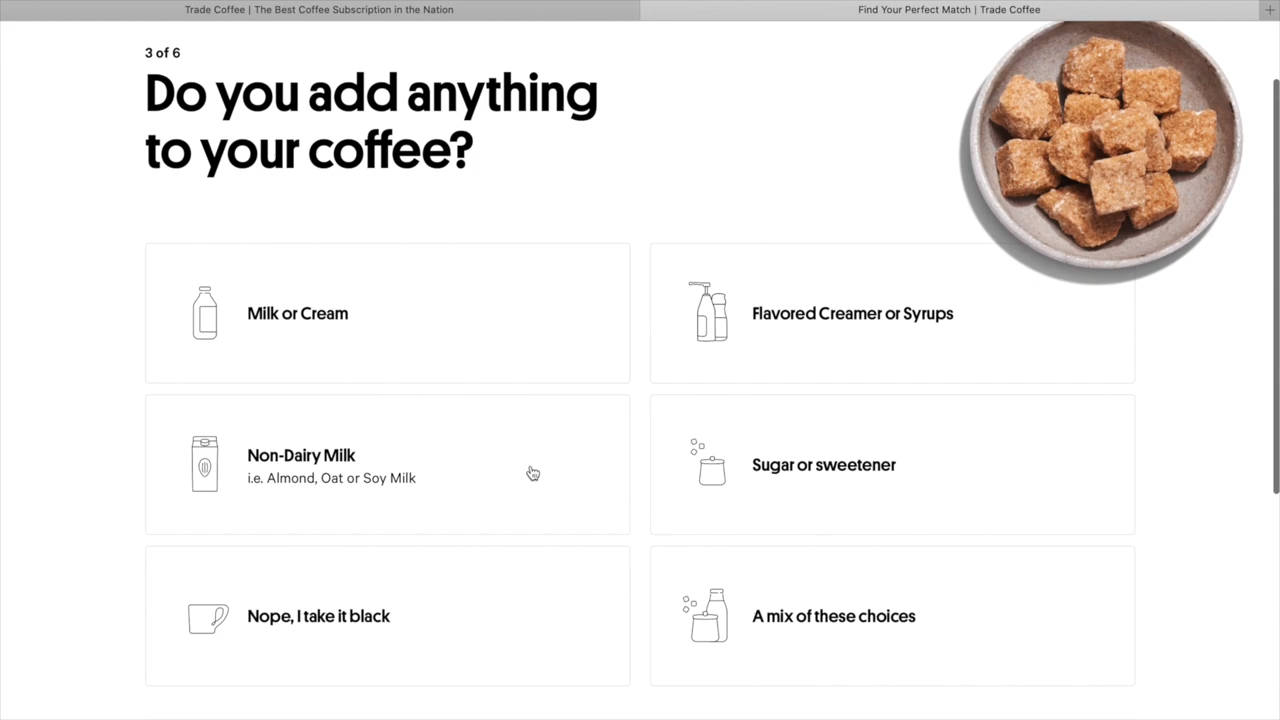 Trade Coffee | The Best Coffee Subscription in the Nation
Find Your Perfect Match | Trade Coffee
3 of 6
Do you add anything
to your coffee?
Milk or Cream
Flavored Creamer or Syrups
Non-Dairy Milk
i.e. Almond, Oat or Soy Milk
Sugar or sweetener
Nope, I take it black
A mix of these choices